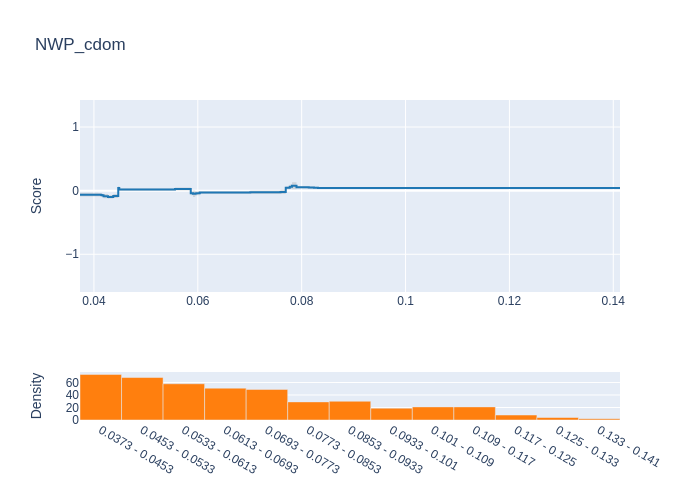 NWP_cdom
Score
1
0
−1
0.04 0.06 0.08 0.1 0.12 0.14
Density
60
40
20
0
0.0373 - 0.0453
0.0453 - 0.0533
0.0533 - 0.0613
0.0613 - 0.0693
0.0693 - 0.0773
0.0773 - 0.0853
0.0853 - 0.0933
0.0933 - 0.101
0.101 - 0.109
0.109 - 0.117
0.117 - 0.125
0.125 - 0.133
0.133 - 0.141